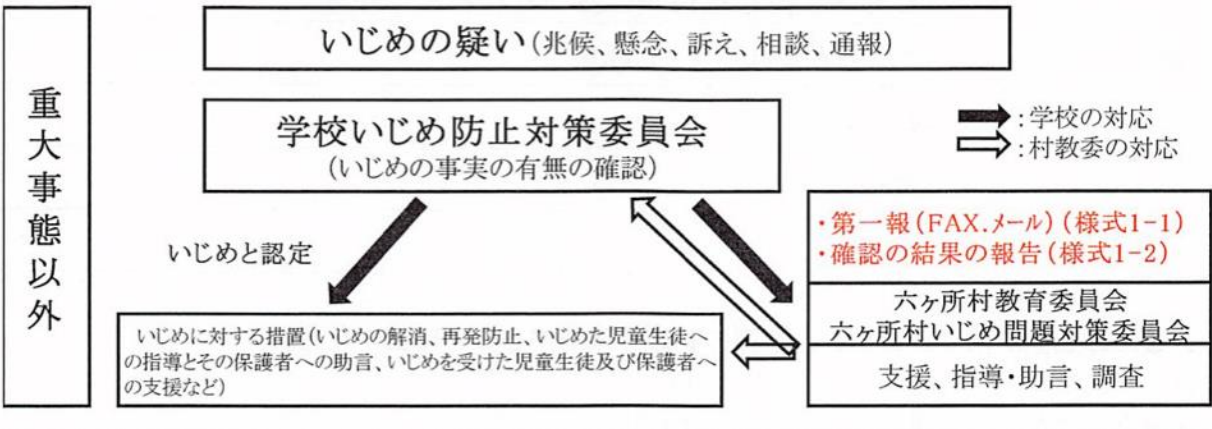 重大事態以外
いじめの疑い(兆候、懸念、訴え、相談、通報)
学校いじめ防止対策委員会
(いじめの事実の有無の確認)
:学校の対応
:村教委の対応
いじめと認定
・第一報(FAX.メール)(様式1-1)
・確認の結果の報告(様式1-2)
六ヶ所村教育委員会
六ヶ所村いじめ問題対策委員会
支援、指導・助言、調査
いじめに対する措置(いじめの解消、再発防止、いじめた児童生徒へ
の指導とその保護者への助言、いじめを受けた児童生徒及び保護者へ
の支援など)